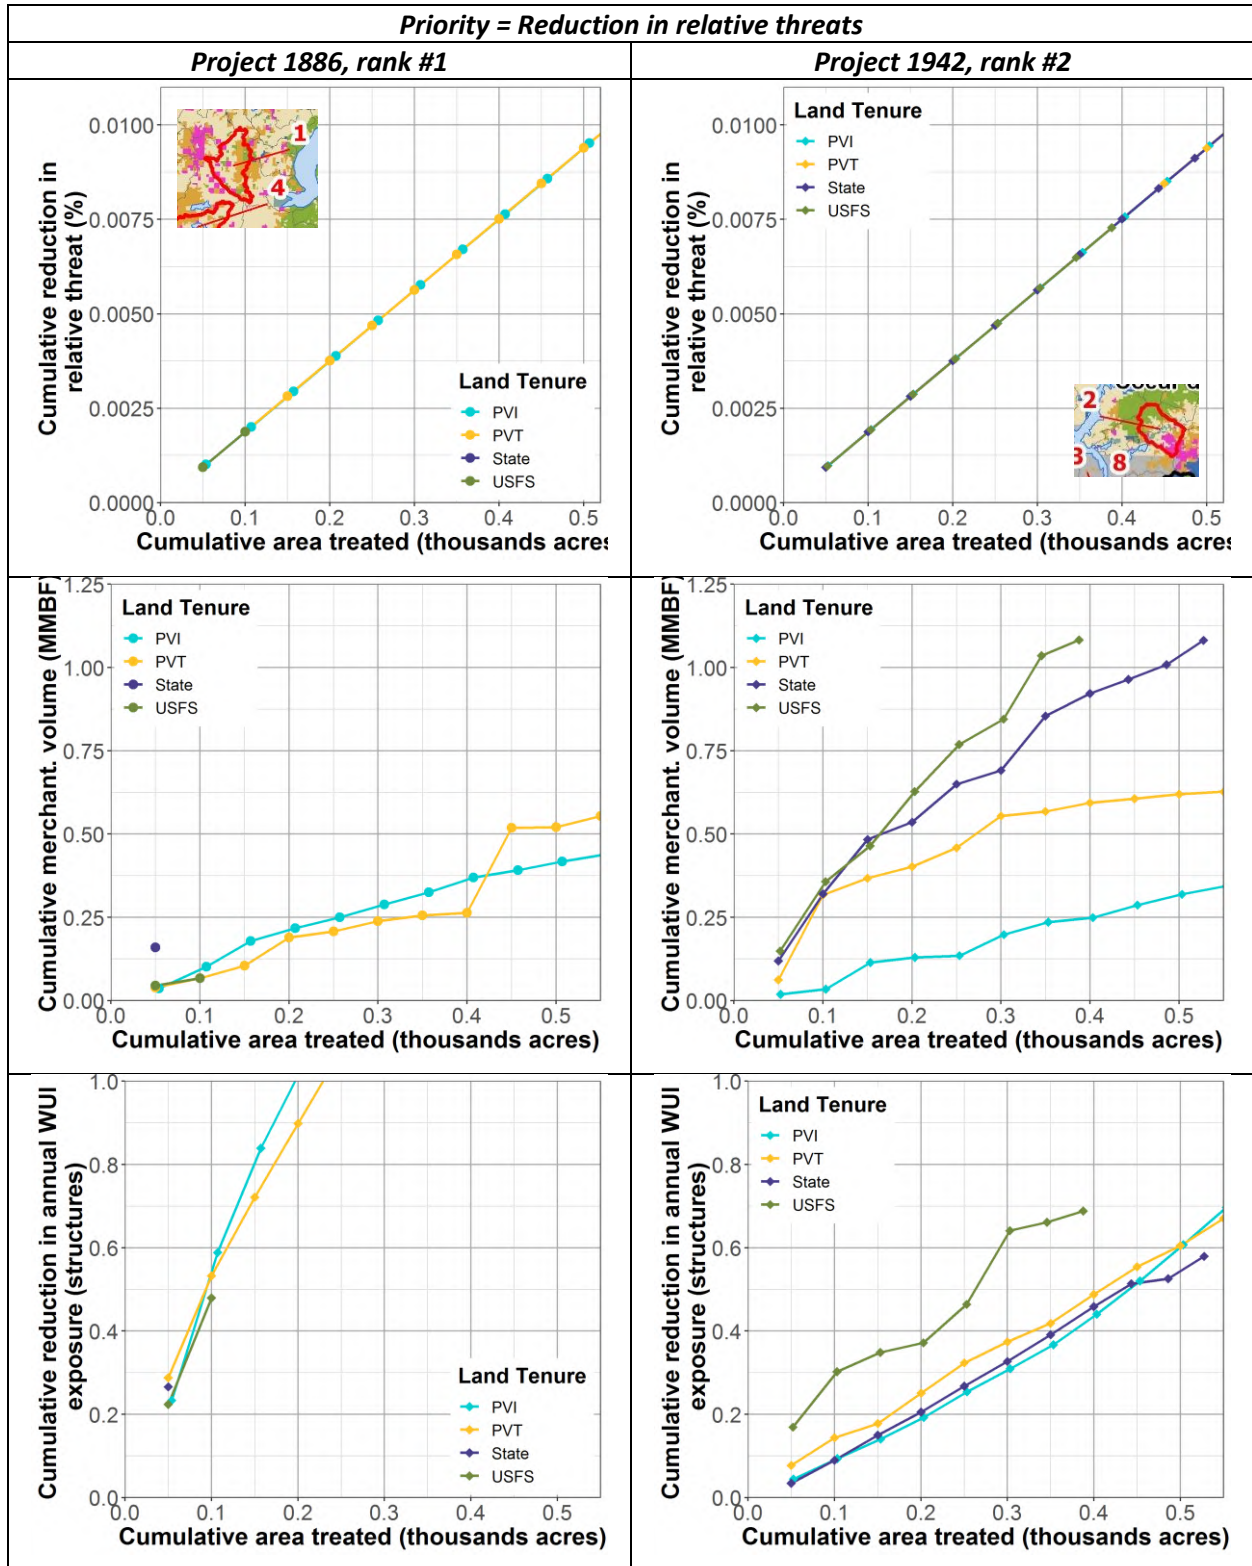 Priority = Reduction in relative threats
Project 1886, rank #1
Project 1942, rank #2
Cumulative reduction in
relative threat (%)
0.0100
0.0075
0.0050
0.0025
0.0000
1
4
Land Tenure
PVI
PVT
State
USFS
0.0 0.1 0.2 0.3 0.4 0.5
Cumulative area treated (thousands acres
Cumulative reduction in
relative threat (%)
0.0100
0.0075
0.0050
0.0025
0.0000
Land Tenure
PVI
PVT
State
USFS
2
3
8
0.0 0.1 0.2 0.3 0.4 0.5
Cumulative area treated (thousands acres
Cumulative merchant. volume (MMBF)
1.25
1.00
0.75
0.50
0.25
0.00
Land Tenure
PVI
PVT
State
USFS
0.0 0.1 0.2 0.3 0.4 0.5
Cumulative area treated (thousands acres)
Cumulative merchant. volume (MMBF)
1.25
1.00
0.75
0.50
0.25
0.00
Land Tenure
PVI
PVT
State
USFS
0.0 0.1 0.2 0.3 0.4 0.5
Cumulative area treated (thousands acres)
Cumulative reduction in annual WUI
exposure (structures)
1.0
0.8
0.6
0.4
0.2
0.0
Land Tenure
PVI
PVT
State
USFS
0.0 0.1 0.2 0.3 0.4 0.5
Cumulative area treated (thousands acres)
Cumulative reduction in annual WUI
exposure (structures)
1.0
0.8
0.6
0.4
0.2
0.0
Land Tenure
PVI
PVT
State
USFS
0.0 0.1 0.2 0.3 0.4 0.5
Cumulative area treated (thousands acres)